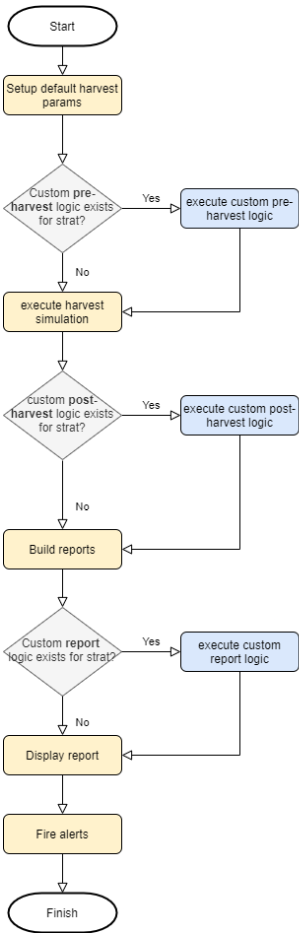 Start
Setup default harvest
params
Custom pre-
harvest logic exists
for strat?
Yes
execute custom pre-
harvest logic
No
execute harvest
simulation
custom post-
harvest logic exists
for strat?
Yes
execute custom post-
harvest logic
No
Build reports
Custom report
logic exists for strat?
Yes
execute custom
report logic
No
Display report
Fire alerts
Finish